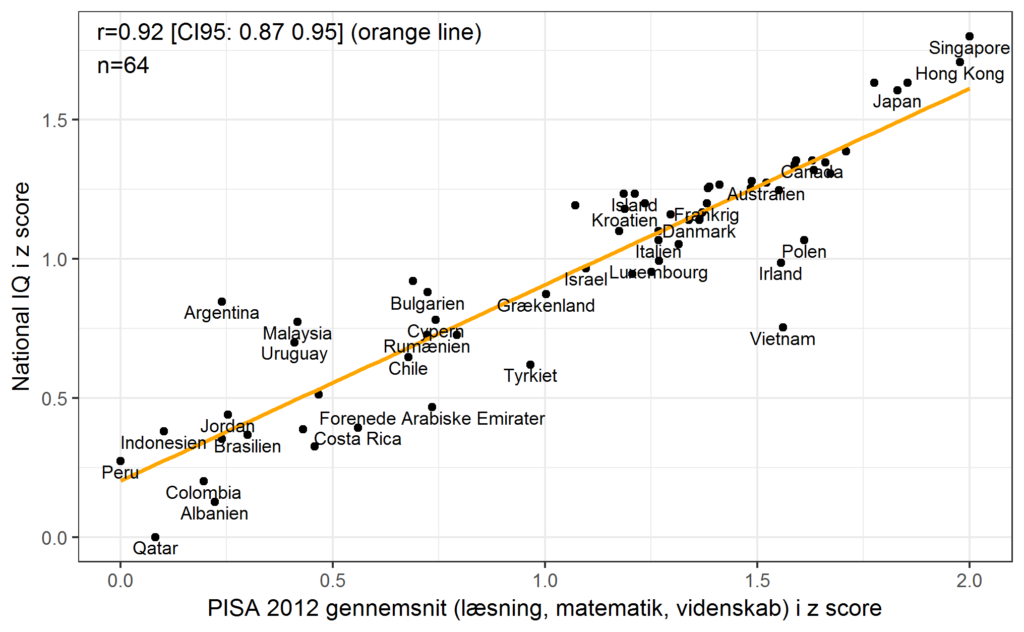 r=0.92 [CI95: 0.87 0.95] (orange line)
n=64
Singapore
Hong Kong
Japan
Canada
Australien
Island
Kroatien
Frankrig
Danmark
Italien
Polen
Luxembourg
Irland
Israel
Bulgarien
Grækenland
Argentina
Malaysia
Cypern
Vietnam
Uruguay
Rumænien
Chile
Tyrkiet
Jordan
Forenede Arabiske Emirater
Indonesien
Brasilien
Costa Rica
Peru
Colombia
Albanien
Qatar
National IQ i z score
1.5
1.0
0.5
0.0
0.0 0.5 1.0 1.5 2.0
PISA 2012 gennemsnit (læsning, matematik, videnskab) i z score